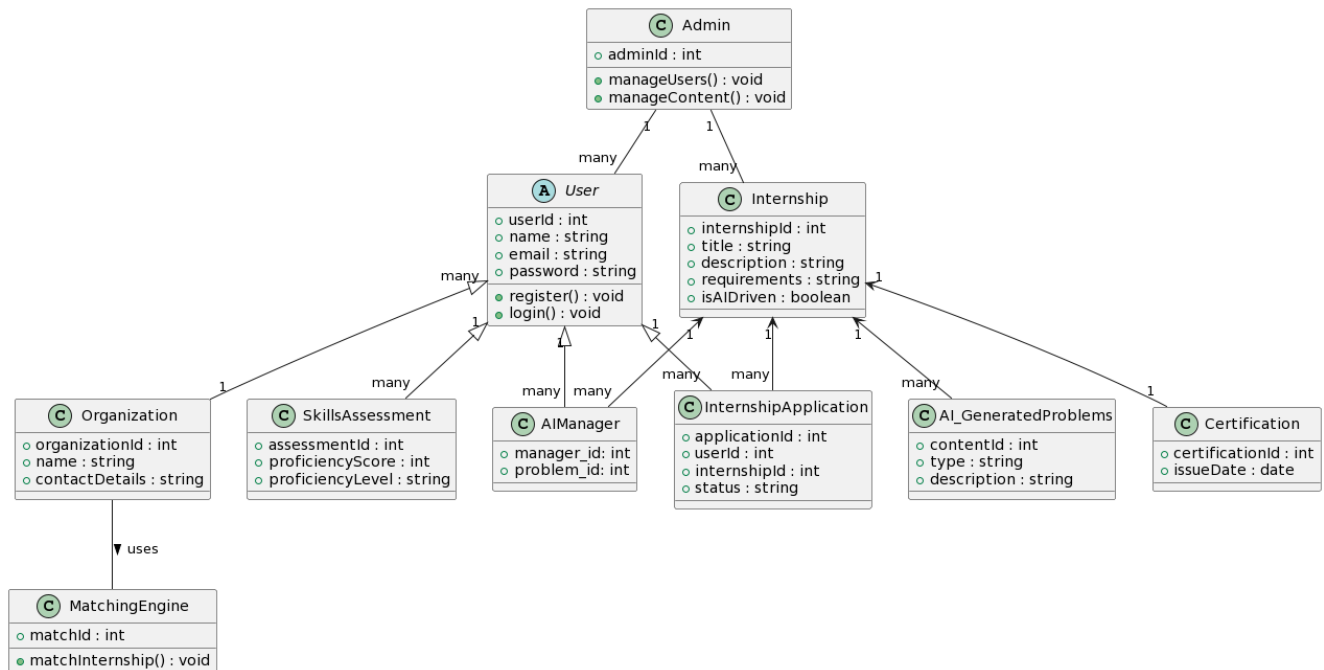 C Admin
adminId : int
manageUsers() : void
manageContent() : void
1
1
many
many
A User
userId : int
name : string
email : string
password : string
register() : void
login() : void
C Internship
internshipId : int
title : string
description : string
requirements : string
isAIDriven : boolean
many
1
1
1
1
1
1
1
1
many
many
many
many
many
many
1
C Organization
organizationId : int
name : string
contactDetails : string
C SkillsAssessment
assessmentId : int
proficiencyScore : int
proficiencyLevel : string
C AIManager
manager_id: int
problem_id: int
C InternshipApplication
applicationId : int
userId : int
internshipId : int
status : string
C AI_GeneratedProblems
contentId : int
type : string
description : string
C Certification
certificationId : int
issueDate : date
uses
C MatchingEngine
matchId : int
matchInternship() : void